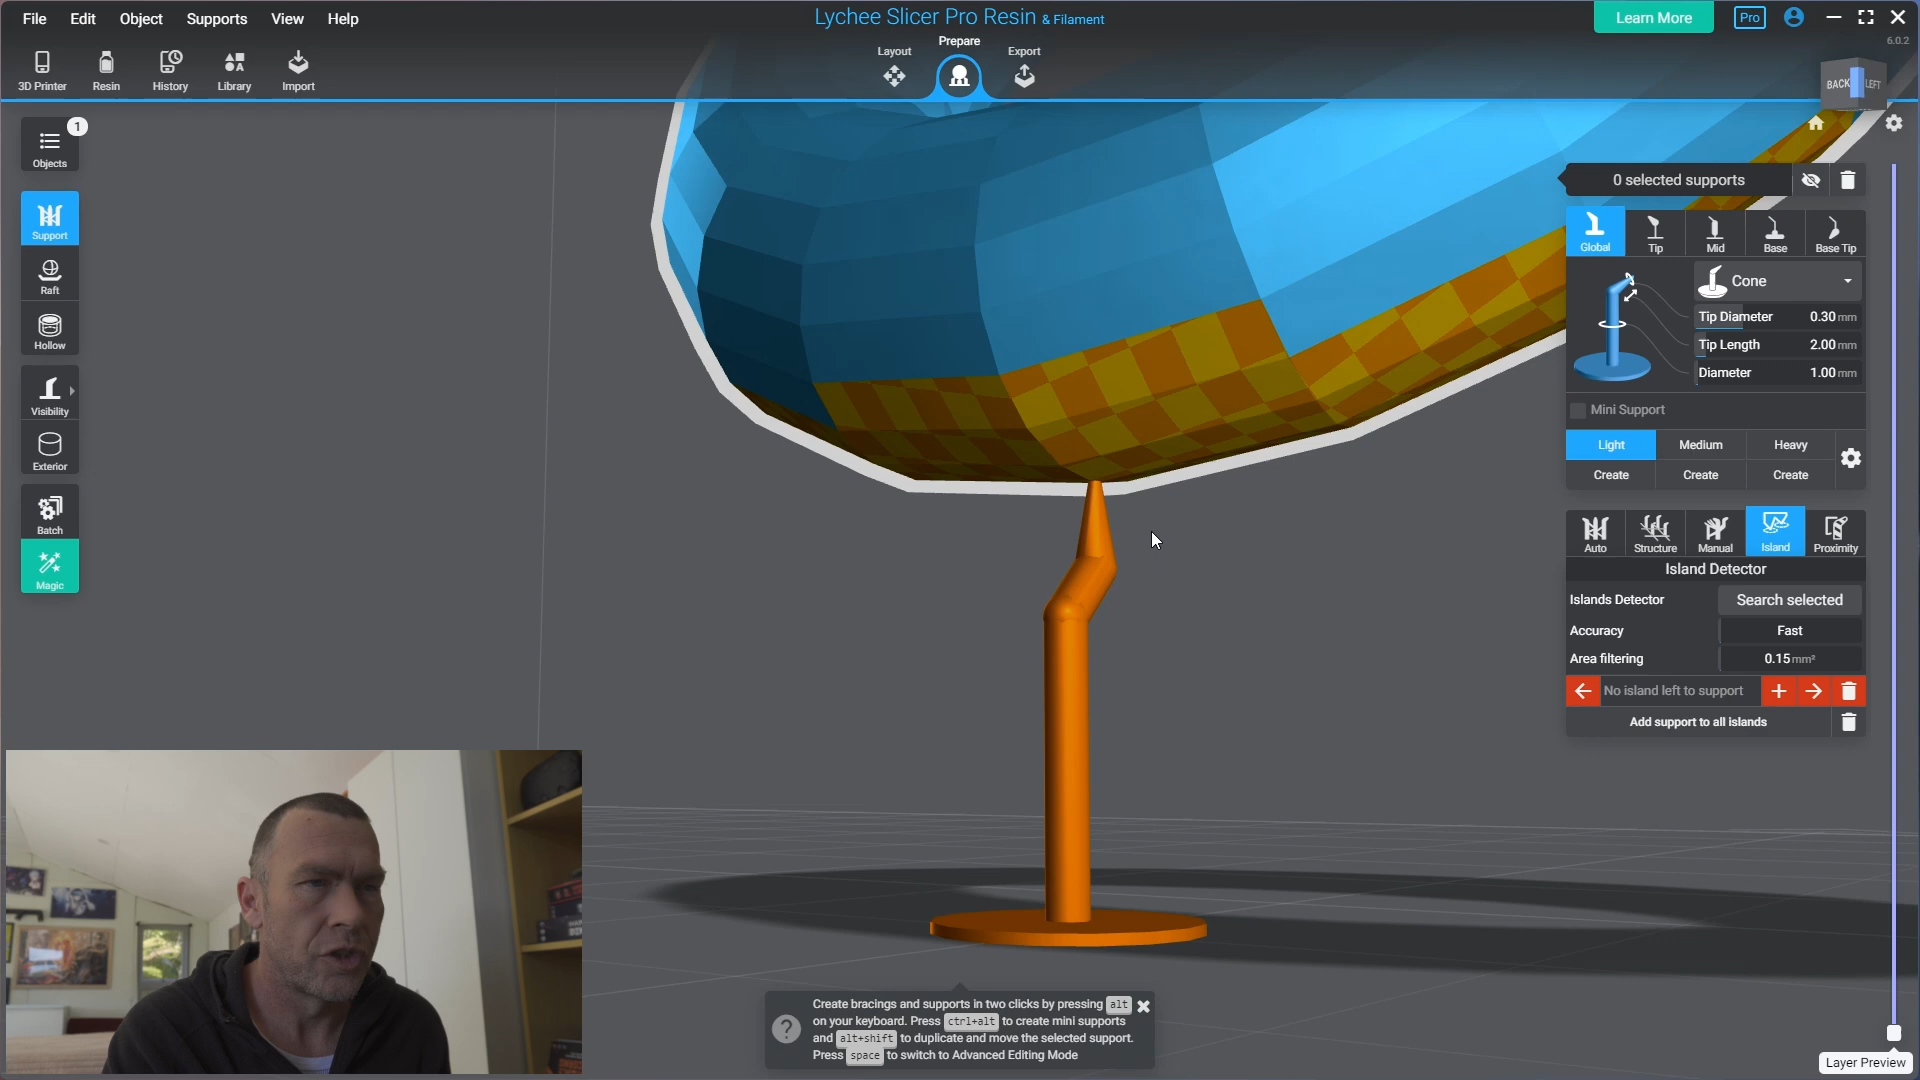 File Edit Object Supports View Help
Lychee Slicer Pro Resin & Filament
Learn More
Pro
6.0.2
3D Printer Resin History Library Import
Layout Prepare Export
BACK LEFT
1
Objects
Support
Raft
Hollow
Visibility
Exterior
Batch
Magic
0 selected supports
Global Tip Mid Base Base Tip
Cone
Tip Diameter 0.30 mm
Tip Length 2.00 mm
Diameter 1.00 mm
Mini Support
Light Medium Heavy
Create Create Create
Auto Structure Manual Island Proximity
Island Detector
Islands Detector Search selected
Accuracy Fast
Area filtering 0.15 mm²
No island left to support
Add support to all islands
Create bracings and supports in two clicks by pressing alt
on your keyboard. Press ctrl+alt to create mini supports
and alt+shift to duplicate and move the selected support.
Press space to switch to Advanced Editing Mode
Layer Preview